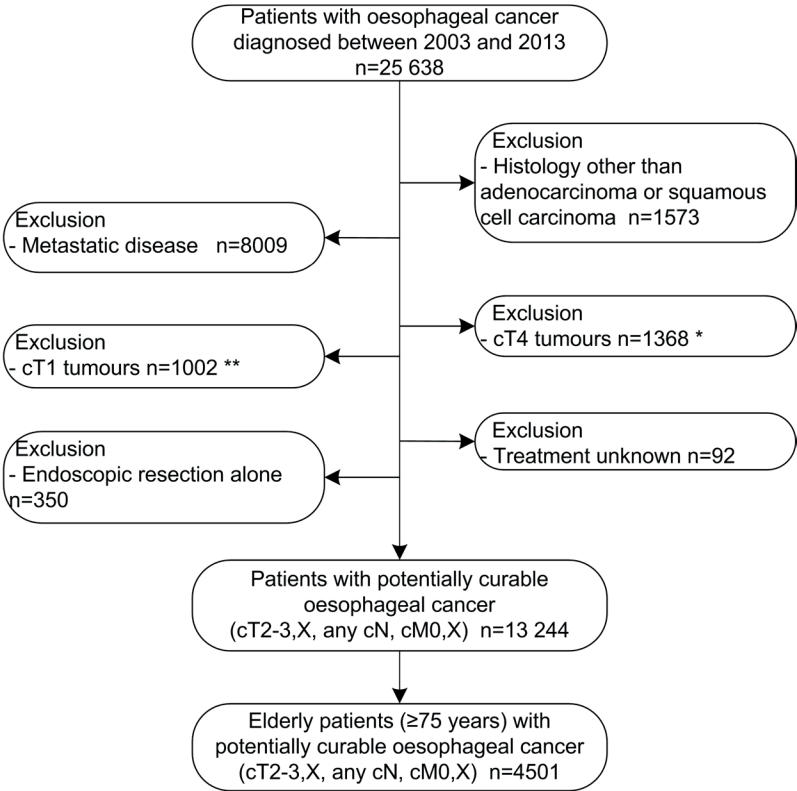 Patients with oesophageal cancer
diagnosed between 2003 and 2013
n=25 638
Exclusion
- Histology other than
adenocarcinoma or squamous
cell carcinoma n=1573
Exclusion
- Metastatic disease n=8009
Exclusion
- cT4 tumours n=1368 *
Exclusion
- cT1 tumours n=1002 **
Exclusion
- Treatment unknown n=92
Exclusion
- Endoscopic resection alone
n=350
Patients with potentially curable
oesophageal cancer
(cT2-3,X, any cN, cM0,X) n=13 244
Elderly patients (≥75 years) with
potentially curable oesophageal cancer
(cT2-3,X, any cN, cM0,X) n=4501